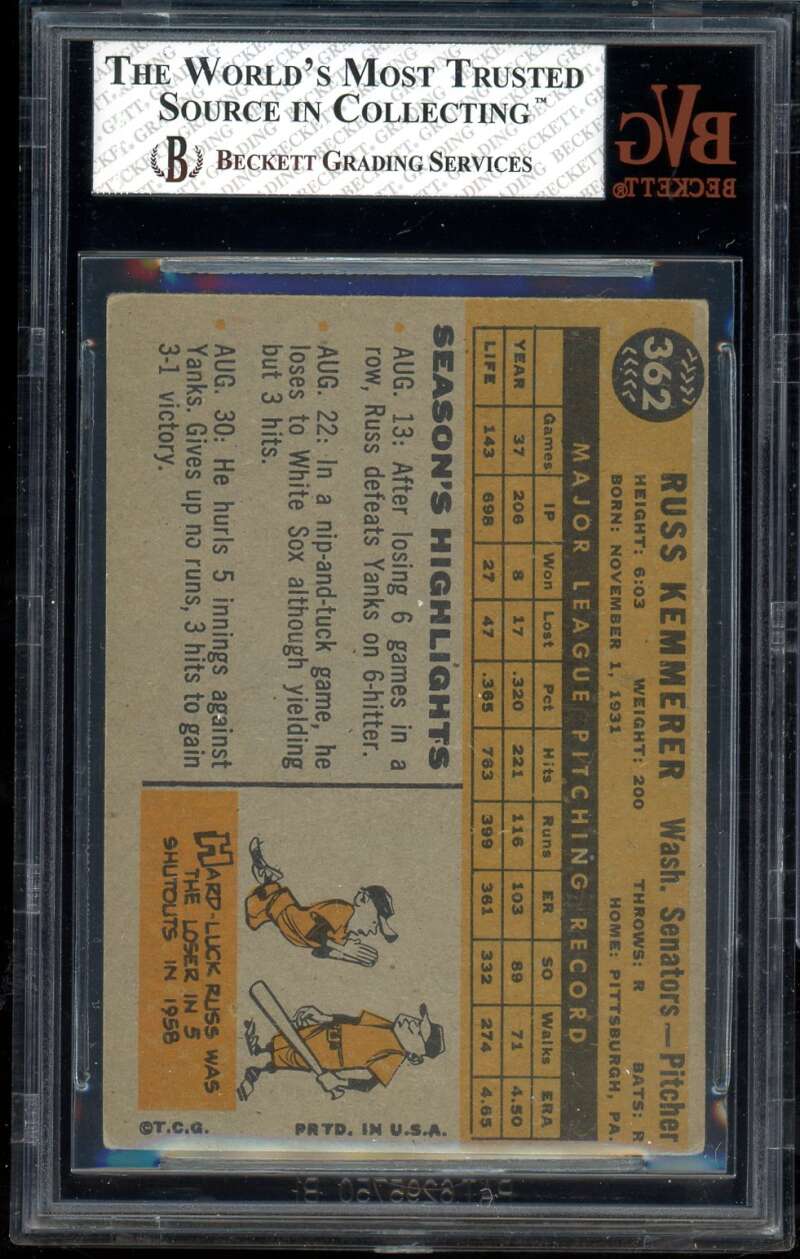 THE WORLD'S MOST TRUSTED
SOURCE IN COLLECTING™
B BECKETT GRADING SERVICES
BVG
BECKETT®
362
RUSS KEMMERER Wash. Senators—Pitcher
HEIGHT: 6:03 WEIGHT: 200 THROWS: R BATS: R
BORN: NOVEMBER 1, 1931 HOME: PITTSBURGH, PA.
MAJOR LEAGUE PITCHING RECORD
Games IP Won Lost Pct Hits Runs ER SO Walks ERA
YEAR 37 206 8 17 .320 221 116 103 89 71 4.50
LIFE 143 698 27 47 .365 763 399 361 332 274 4.65
SEASON'S HIGHLIGHTS
• AUG. 13: After losing 6 games in a
row, Russ defeats Yanks on 6-hitter.
• AUG. 22: In a nip-and-tuck game, he
loses to White Sox although yielding
but 3 hits.
• AUG. 30: He hurls 5 innings against
Yanks. Gives up no runs, 3 hits to gain
3-1 victory.
HARD-LUCK RUSS WAS
THE LOSER IN 5
SHUTOUTS IN 1958
©T.C.G. PRTD. IN U.S.A.